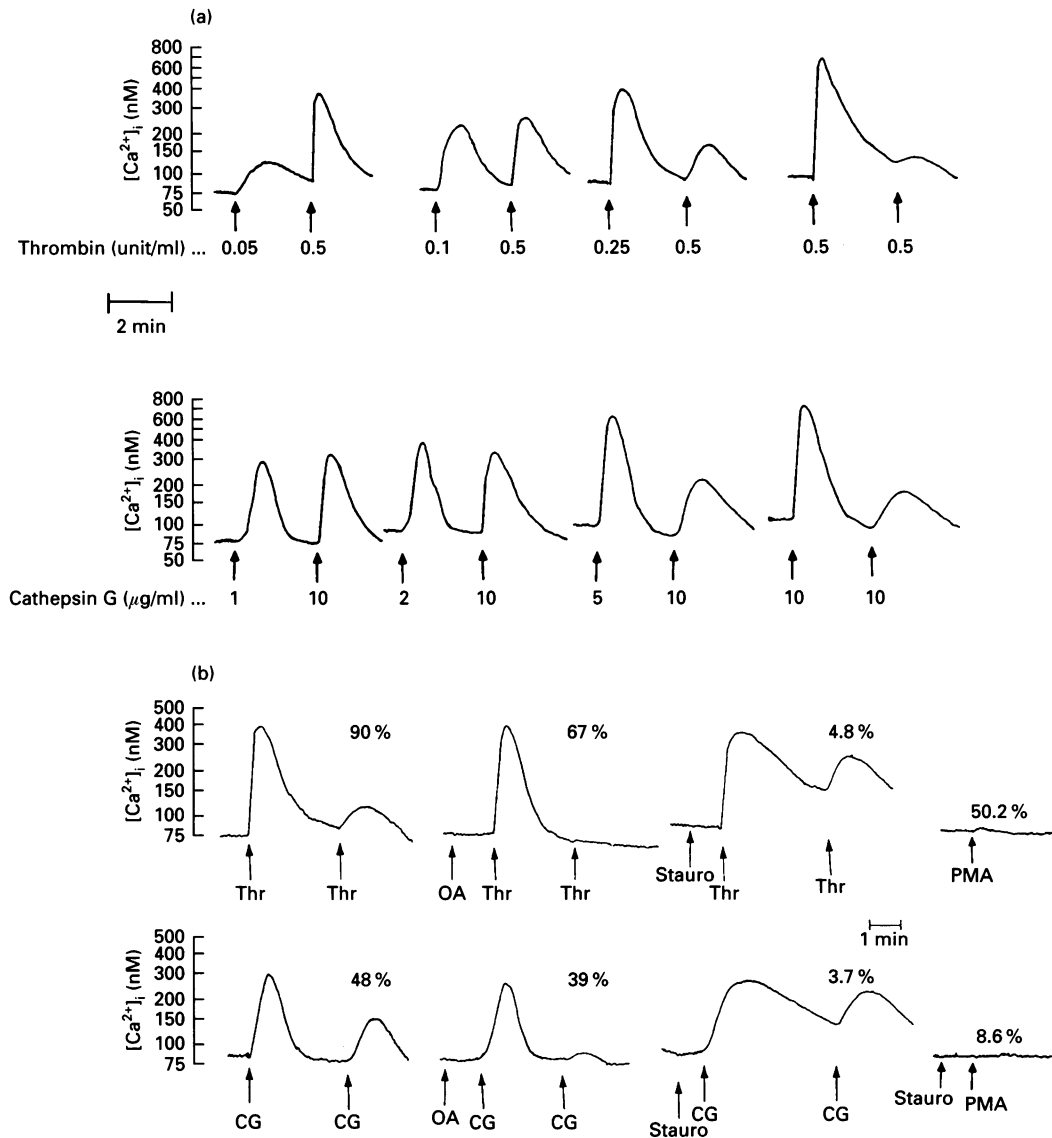 (a)
800
600
400
300
200
150
100
75
50
[Ca²⁺]ᵢ (nM)
Thrombin (unit/ml) ... 0.05 0.5 0.1 0.5 0.25 0.5 0.5 0.5
2 min
800
600
400
300
200
150
100
75
50
[Ca²⁺]ᵢ (nM)
Cathepsin G (μg/ml) ... 1 10 2 10 5 10 10 10
(b)
500
400
300
200
150
100
75
[Ca²⁺]ᵢ (nM)
90 % 67 % 4.8 % 50.2 %
Thr Thr OA Thr Thr Stauro Thr Thr PMA
1 min
500
400
300
200
150
100
75
[Ca²⁺]ᵢ (nM)
48 % 39 % 3.7 % 8.6 %
CG CG OA CG CG Stauro CG CG Stauro PMA